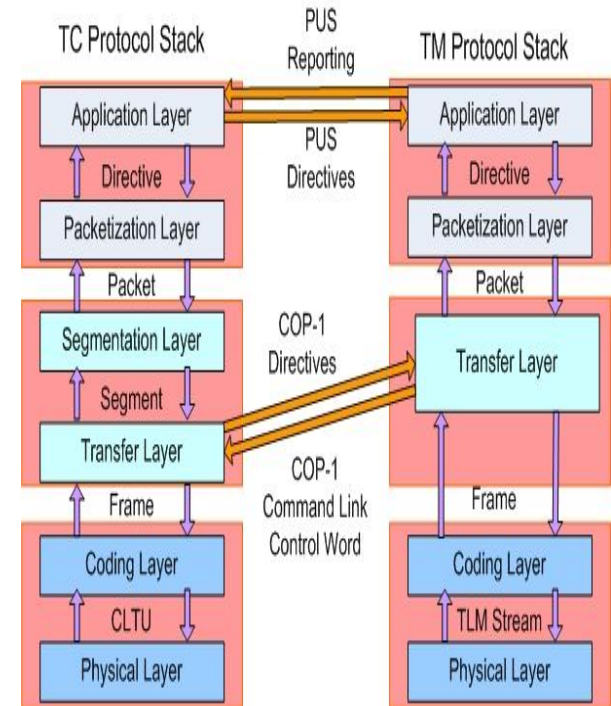 TC Protocol Stack
PUS
Reporting
TM Protocol Stack
Application Layer
Application Layer
PUS
Directives
Directive
Directive
Packetization Layer
Packetization Layer
Packet
Packet
Segmentation Layer
COP-1
Directives
Transfer Layer
Segment
Transfer Layer
COP-1
Command Link
Control Word
Frame
Frame
Coding Layer
Coding Layer
CLTU
TLM Stream
Physical Layer
Physical Layer